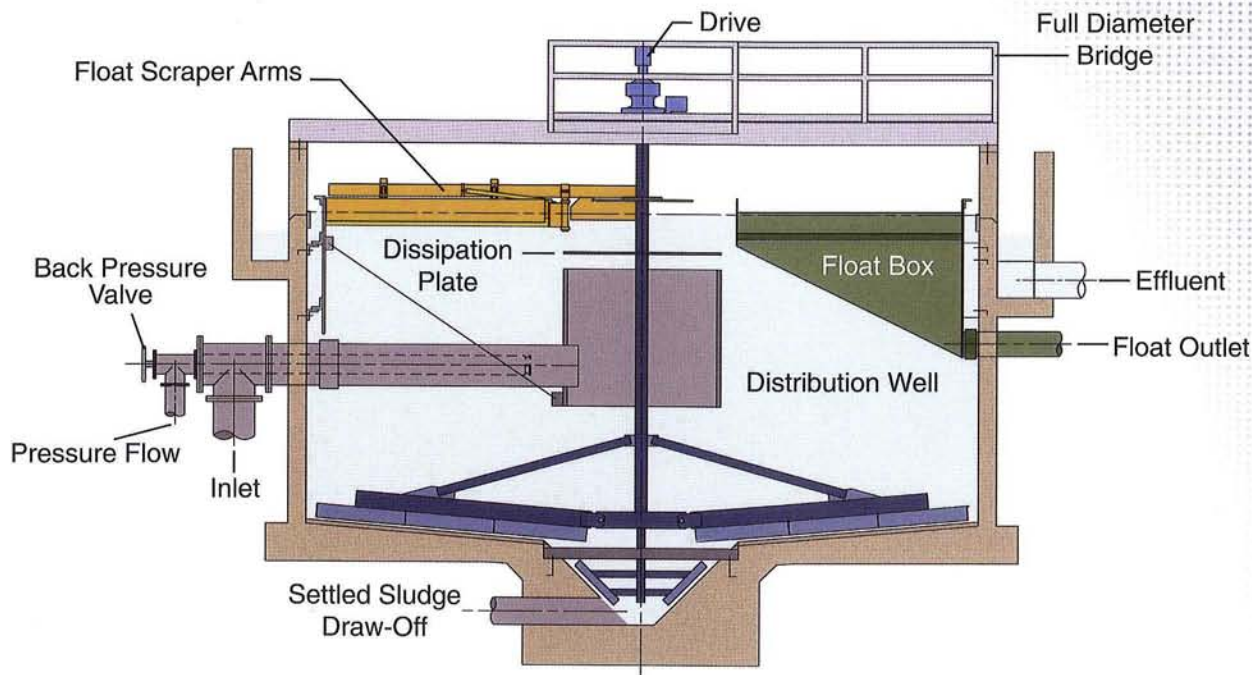 Drive
Full Diameter
Bridge
Float Scraper Arms
Dissipation
Plate
Float Box
Back Pressure
Valve
Effluent
Float Outlet
Distribution Well
Pressure Flow
Inlet
Settled Sludge
Draw-Off